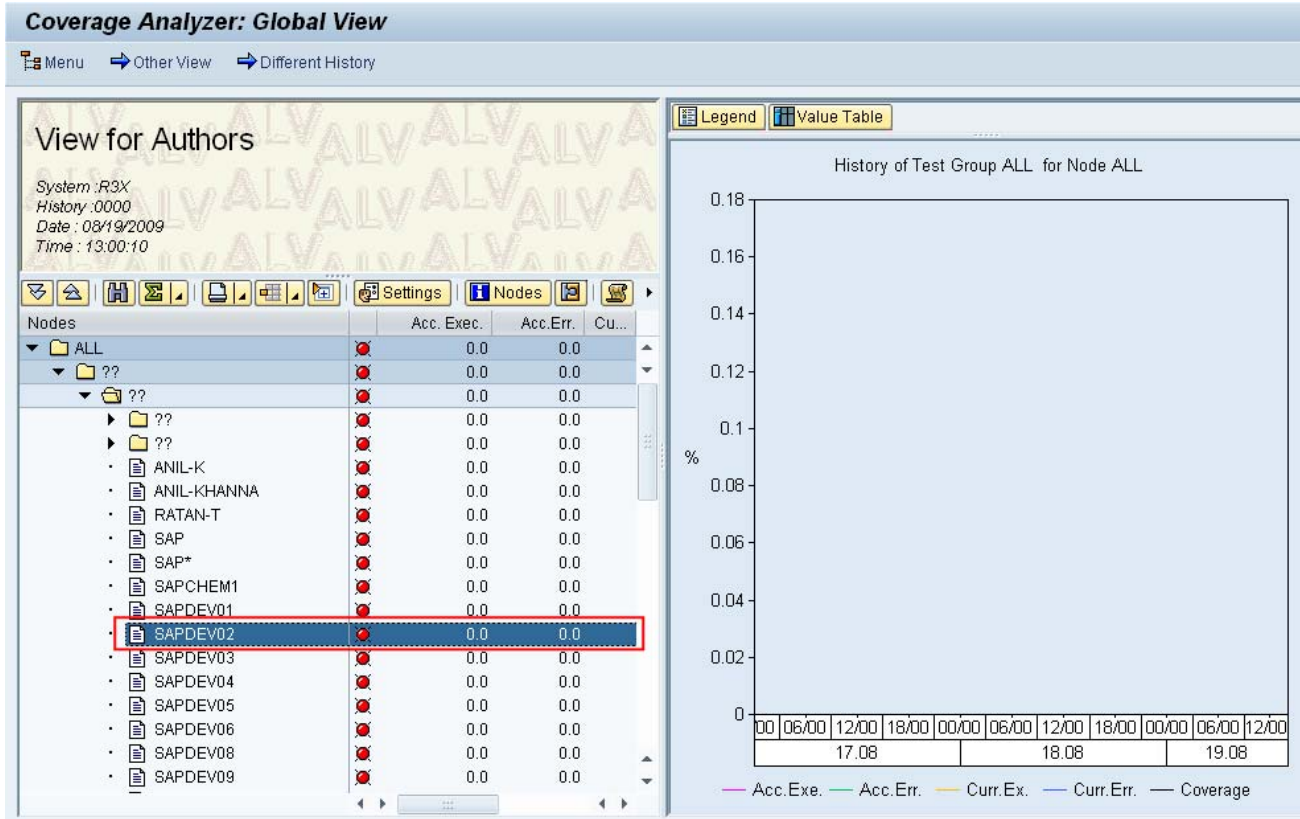 Coverage Analyzer: Global View
Menu Other View Different History
View for Authors
System :R3X
History :0000
Date : 08/19/2009
Time : 13:00:10
Settings Nodes
Nodes Acc. Exec. Acc.Err. Cu...
ALL 0.0 0.0
?? 0.0 0.0
?? 0.0 0.0
?? 0.0 0.0
?? 0.0 0.0
ANIL-K 0.0 0.0
ANIL-KHANNA 0.0 0.0
RATAN-T 0.0 0.0
SAP 0.0 0.0
SAP* 0.0 0.0
SAPCHEM1 0.0 0.0
SAPDEV01 0.0 0.0
SAPDEV02 0.0 0.0
SAPDEV03 0.0 0.0
SAPDEV04 0.0 0.0
SAPDEV05 0.0 0.0
SAPDEV06 0.0 0.0
SAPDEV08 0.0 0.0
SAPDEV09 0.0 0.0
Legend Value Table
History of Test Group ALL for Node ALL
0.18
0.16
0.14
0.12
0.1
%
0.08
0.06
0.04
0.02
0
00 06/00 12/00 18/00 00/00 06/00 12/00 18/00 00/00 06/00 12/00
17.08 18.08 19.08
Acc.Exe. Acc.Err. Curr.Ex. Curr.Err. Coverage